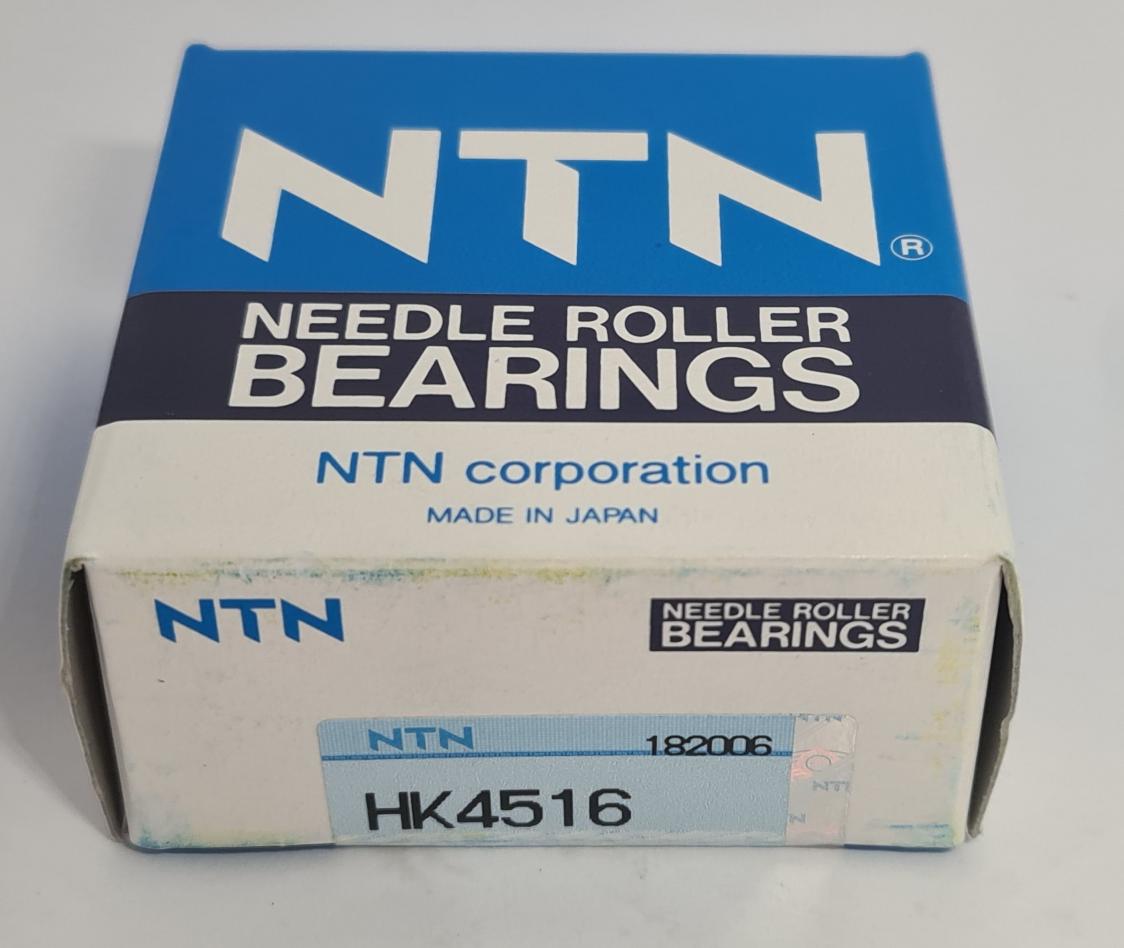 NTN®
NEEDLE ROLLER
BEARINGS
NTN corporation
MADE IN JAPAN
NTN
NEEDLE ROLLER
BEARINGS
NTN 182006
HK4516